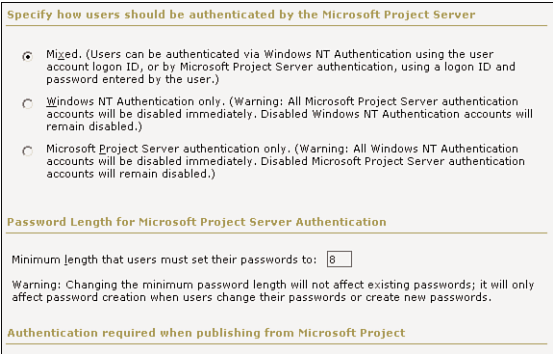 Specify how users should be authenticated by the Microsoft Project Server
Mixed. (Users can be authenticated via Windows NT Authentication using the user
account logon ID, or by Microsoft Project Server authentication, using a logon ID and
password entered by the user.)
Windows NT Authentication only. (Warning: All Microsoft Project Server authentication
accounts will be disabled immediately. Disabled Windows NT Authentication accounts will
remain disabled.)
Microsoft Project Server authentication only. (Warning: All Windows NT Authentication
accounts will be disabled immediately. Disabled Microsoft Project Server authentication
accounts will remain disabled.)
Password Length for Microsoft Project Server Authentication
Minimum length that users must set their passwords to: 8
Warning: Changing the minimum password length will not affect existing passwords; it will only
affect password creation when users change their passwords or create new passwords.
Authentication required when publishing from Microsoft Project